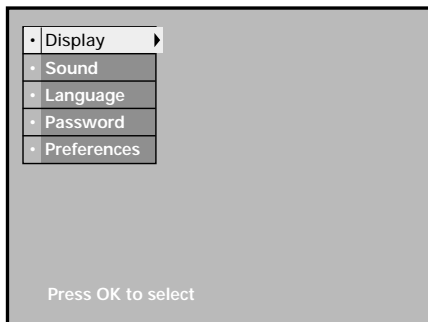 Display
Sound
Language
Password
Preferences
Press OK to select